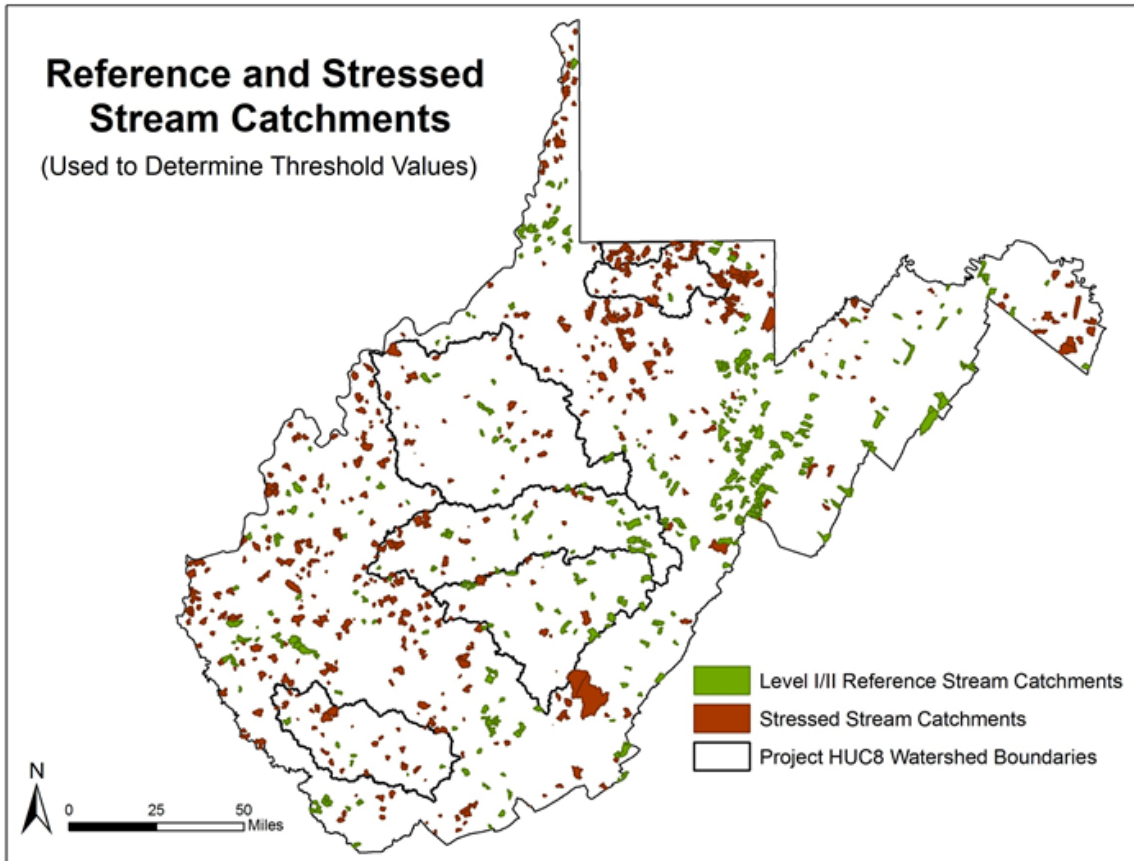 Reference and Stressed
Stream Catchments
(Used to Determine Threshold Values)
Level I/II Reference Stream Catchments
Stressed Stream Catchments
Project HUC8 Watershed Boundaries
N
0 25 50
Miles